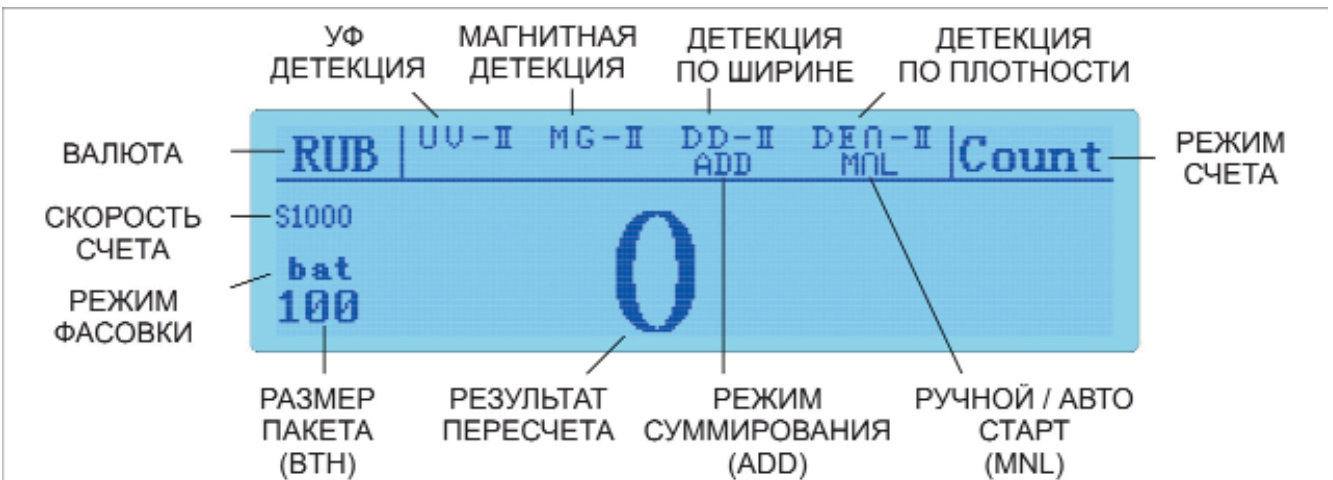 УФ
ДЕТЕКЦИЯ
МАГНИТНАЯ
ДЕТЕКЦИЯ
ДЕТЕКЦИЯ
ПО ШИРИНЕ
ДЕТЕКЦИЯ
ПО ПЛОТНОСТИ
ВАЛЮТА
RUB
UV-II MG-II DD-II DEN-II
ADD MNL
Count
РЕЖИМ
СЧЕТА
СКОРОСТЬ
СЧЕТА
S1000
bat
100
0
РЕЖИМ
ФАСОВКИ
РАЗМЕР
ПАКЕТА
(BTH)
РЕЗУЛЬТАТ
ПЕРЕСЧЕТА
РЕЖИМ
СУММИРОВАНИЯ
(ADD)
РУЧНОЙ / АВТО
СТАРТ
(MNL)